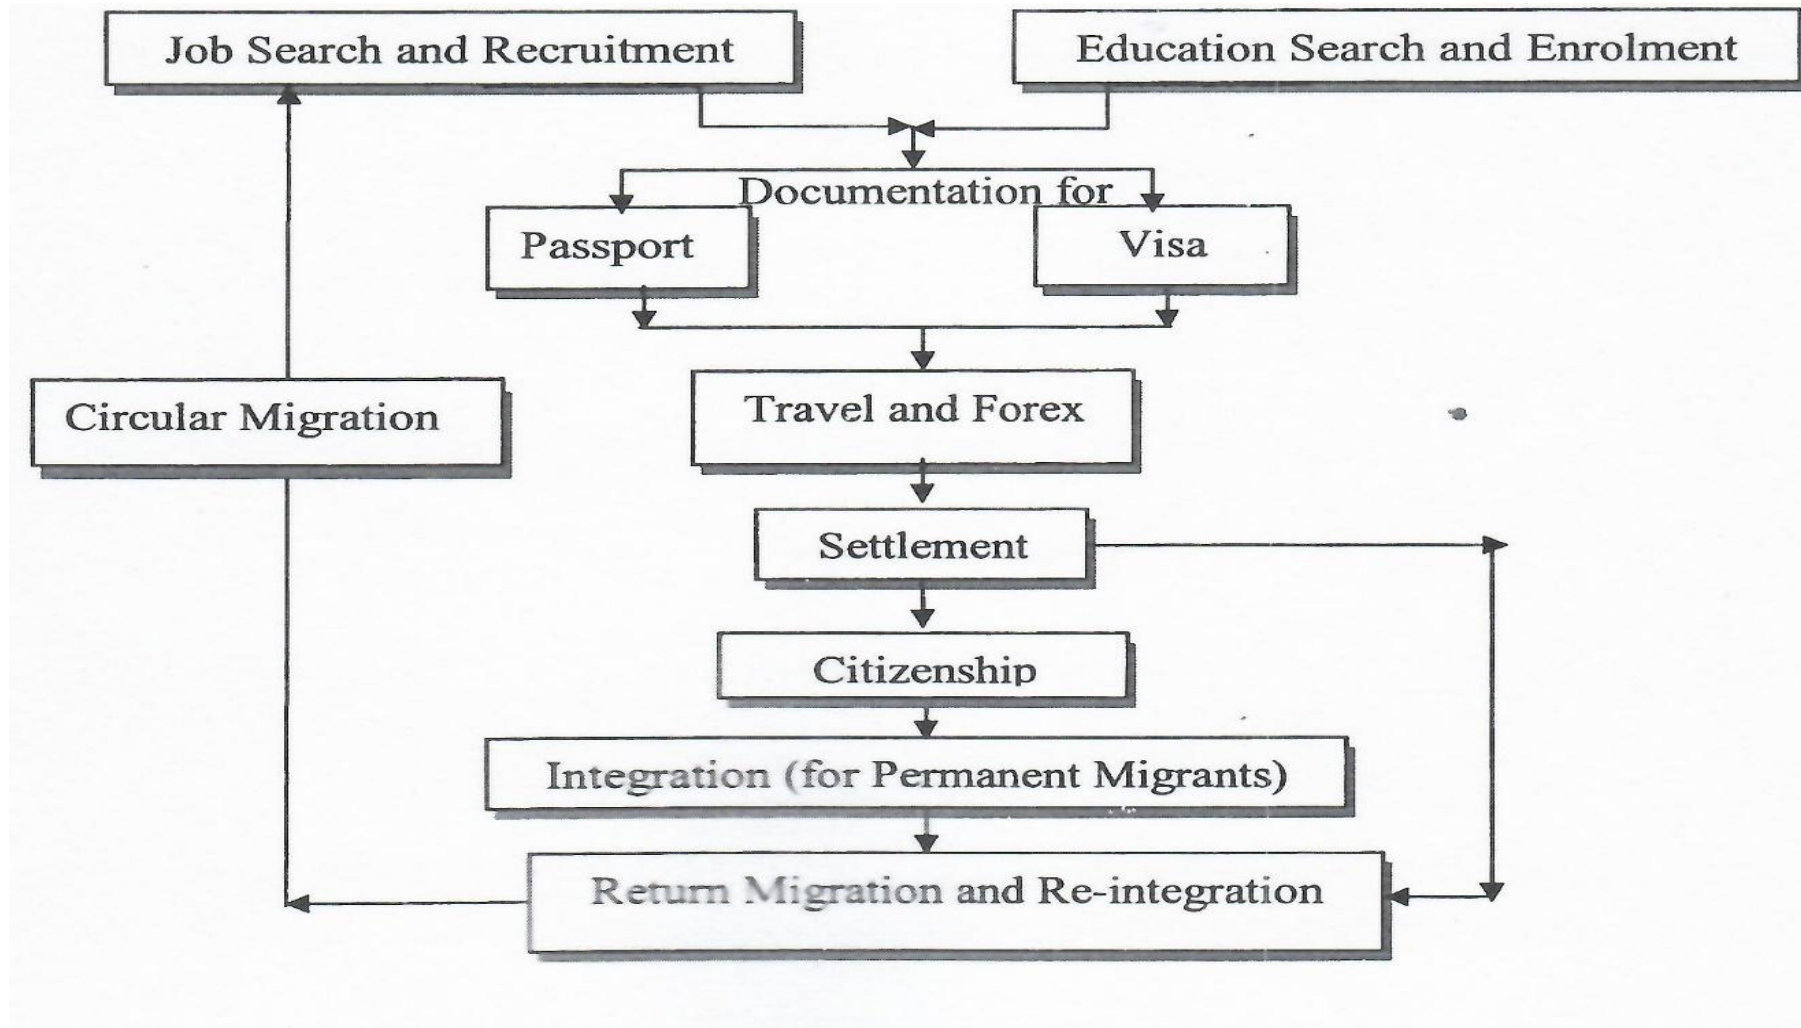 Job Search and Recruitment
Education Search and Enrolment
Documentation for
Passport
Visa
Circular Migration
Travel and Forex
Settlement
Citizenship
Integration (for Permanent Migrants)
Return Migration and Re-integration